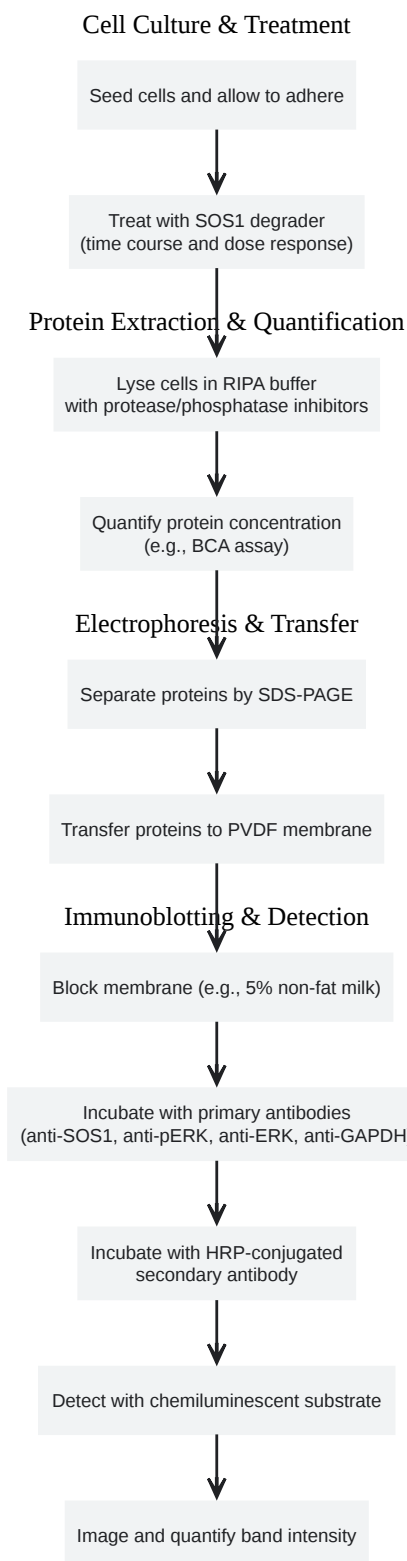 Cell Culture & Treatment
Seed cells and allow to adhere
Treat with SOS1 degrader
(time course and dose response)
Protein Extraction & Quantification
Lyse cells in RIPA buffer
with protease/phosphatase inhibitors
Quantify protein concentration
(e.g., BCA assay)
Electrophoresis & Transfer
Separate proteins by SDS-PAGE
Transfer proteins to PVDF membrane
Immunoblotting & Detection
Block membrane (e.g., 5% non-fat milk)
Incubate with primary antibodies
(anti-SOS1, anti-pERK, anti-ERK, anti-GAPDH
Incubate with HRP-conjugated
secondary antibody
Detect with chemiluminescent substrate
Image and quantify band intensity